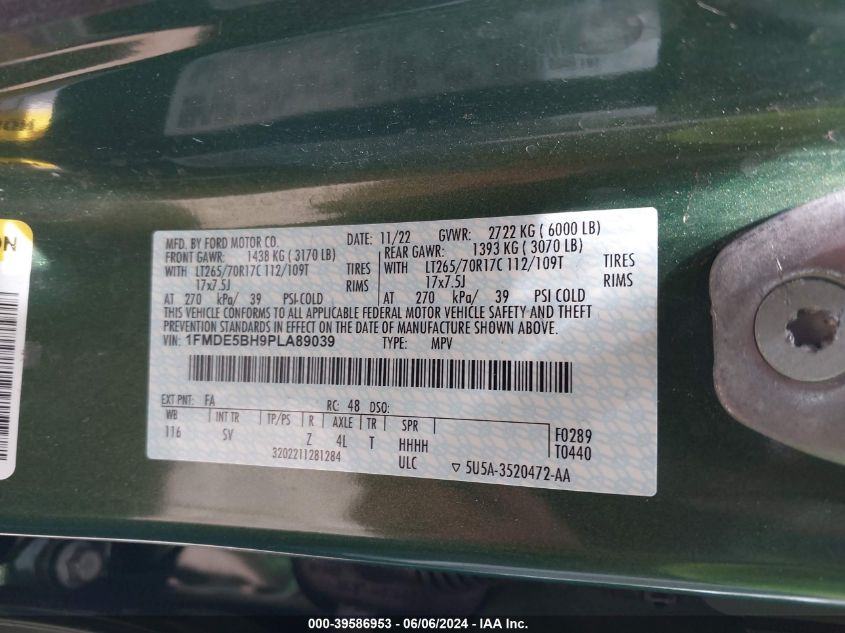 MFD. BY FORD MOTOR CO. DATE: 11/22 GVWR: 2722 KG ( 6000 LB)
FRONT GAWR: 1438 KG ( 3170 LB) REAR GAWR: 1393 KG ( 3070 LB)
WITH LT265/70R17C 112/109T TIRES WITH LT265/70R17C 112/109T TIRES
17x7.5J RIMS 17x7.5J RIMS
AT 270 kPa/ 39 PSI-COLD AT 270 kPa/ 39 PSI COLD
THIS VEHICLE CONFORMS TO ALL APPLICABLE FEDERAL MOTOR VEHICLE SAFETY AND THEFT
PREVENTION STANDARDS IN EFFECT ON THE DATE OF MANUFACTURE SHOWN ABOVE.
VIN: 1FMDE5BH9PLA89039 TYPE: MPV
EXT PNT: FA RC: 48 DSO:
WB INT TR TP/PS R AXLE TR SPR
116 SV Z 4L T HHHH F0289
3202211281284 ULC T0440
5U5A-3520472-AA
000-39586953 - 06/06/2024 - IAAI.com